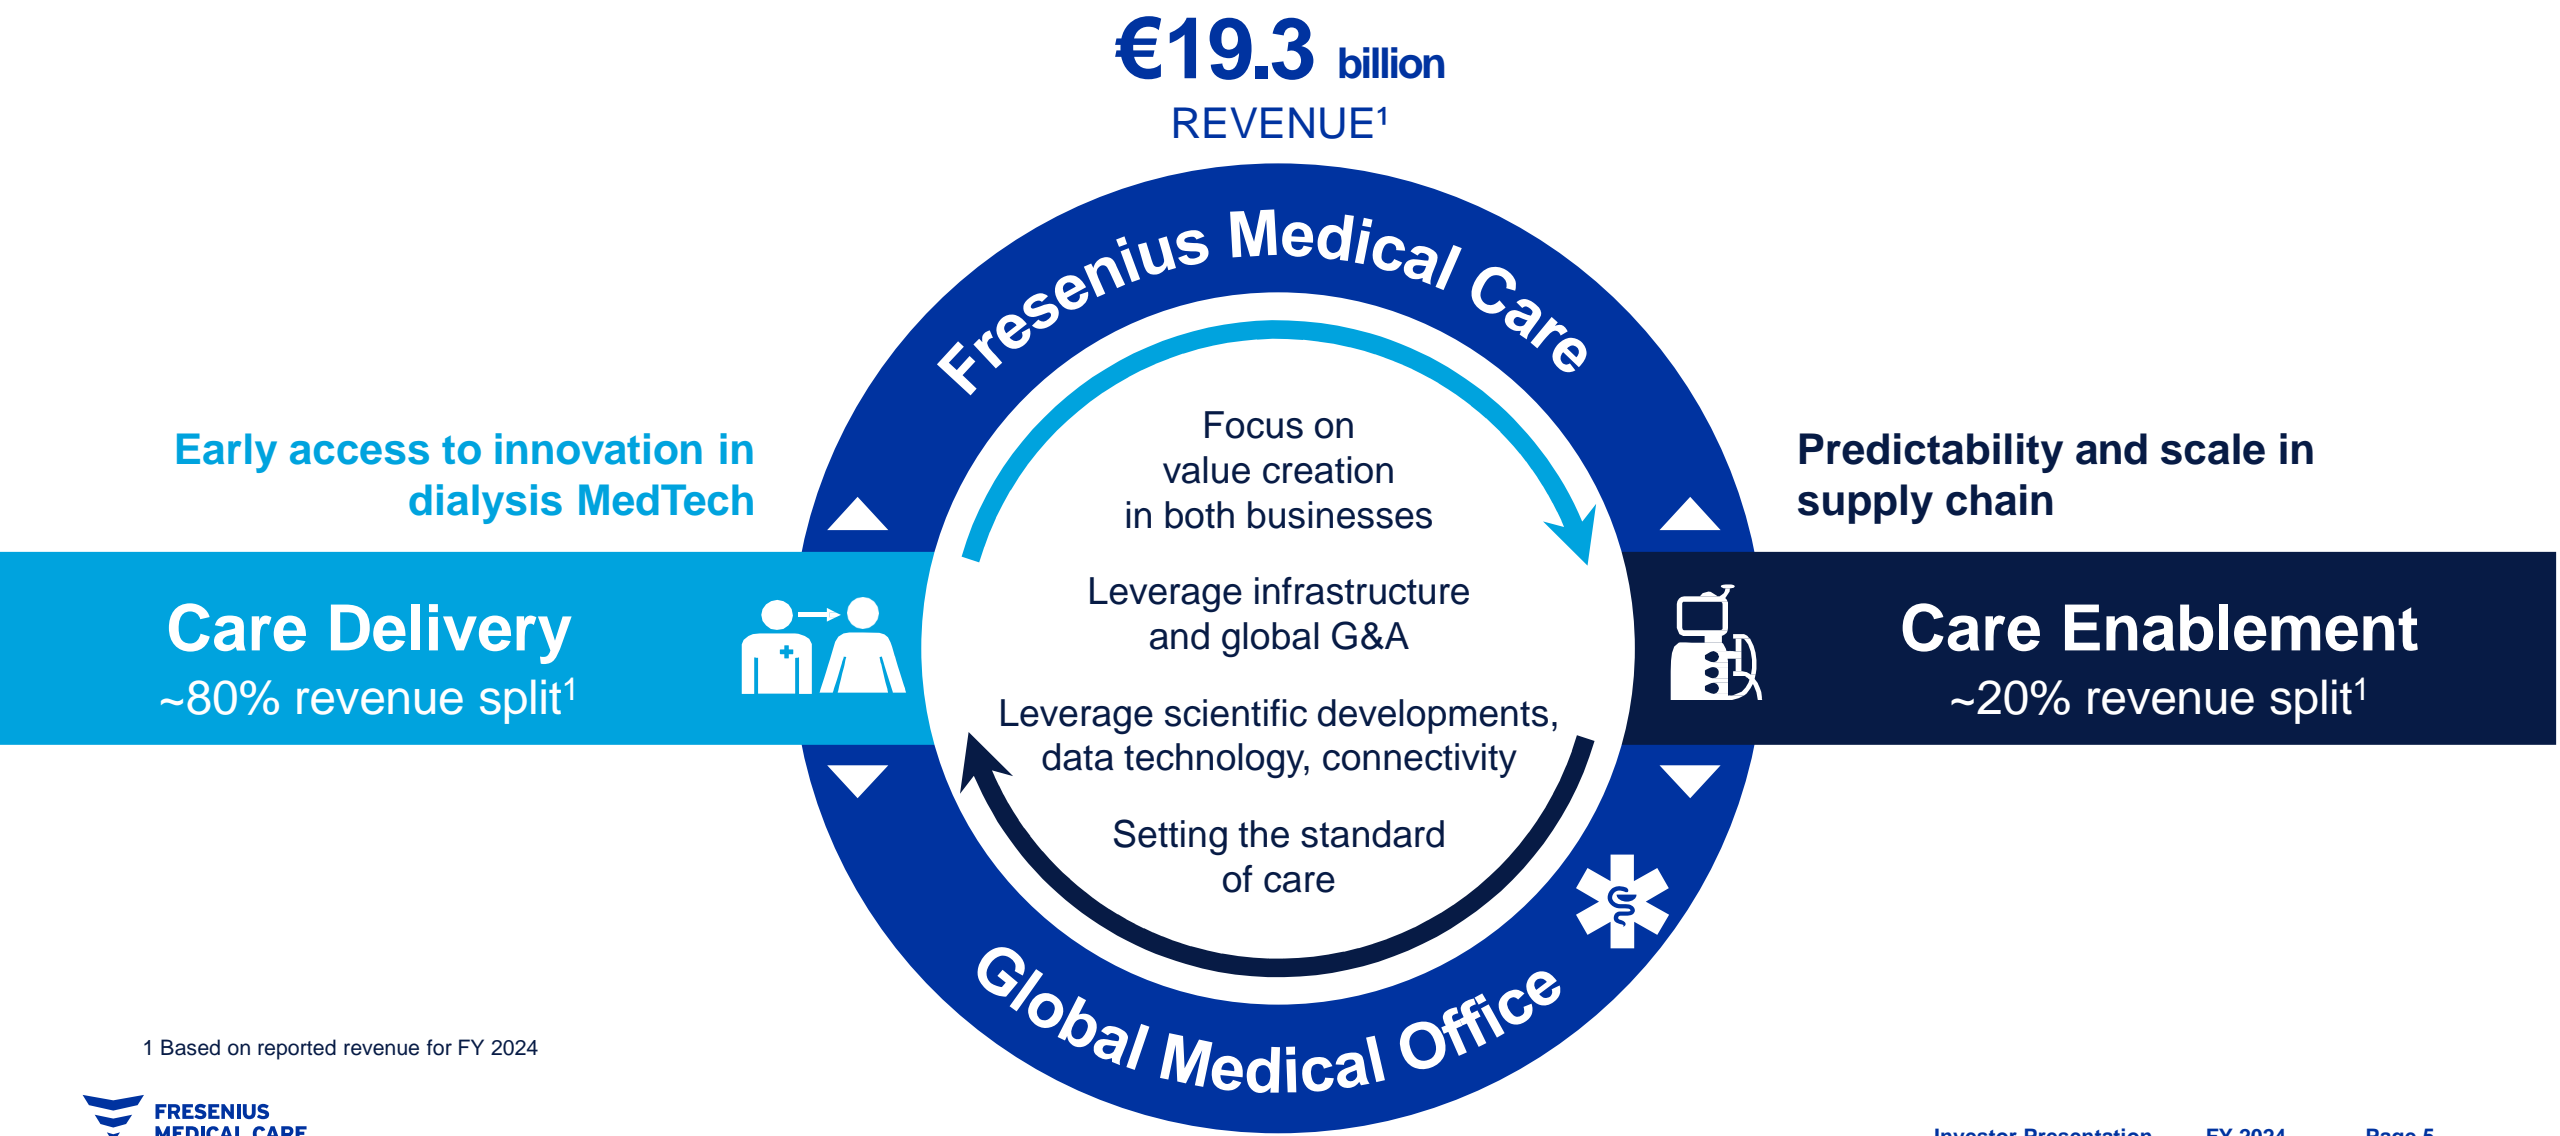 €19.3 billion
REVENUE¹
Fresenius Medical Care
Early access to innovation in
dialysis MedTech
Care Delivery
~80% revenue split¹
Focus on
value creation
in both businesses
Leverage infrastructure
and global G&A
Leverage scientific developments,
data technology, connectivity
Setting the standard
of care
Predictability and scale in
supply chain
Care Enablement
~20% revenue split¹
Global Medical Office
1 Based on reported revenue for FY 2024
FRESENIUS
MEDICAL CARE
Investor Presentation FY 2024 Page 5